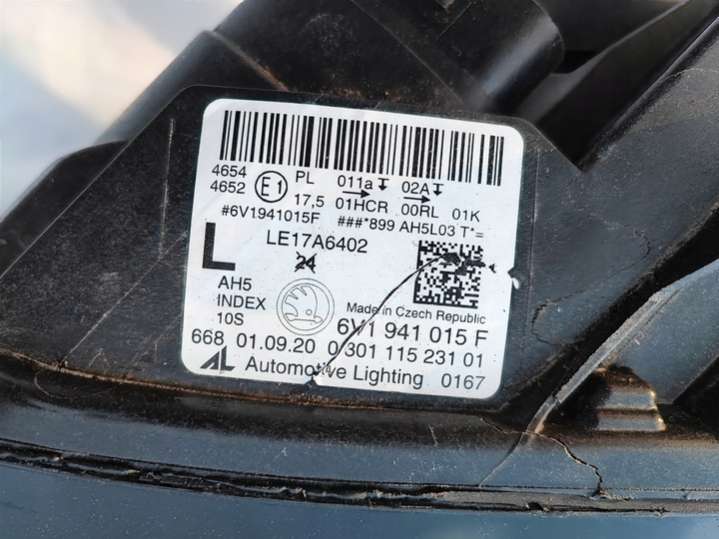 4654 E1 PL 011a 02A
4652 17,5 01HCR 00RL 01K
#6V1941015F ###*899 AH5L03 T*=
L LE17A6402
24
AH5
INDEX Made in Czech Republic
10S 6V1 941 015 F
668 01.09.20 0 301 115 231 01
AL Automotive Lighting 0167